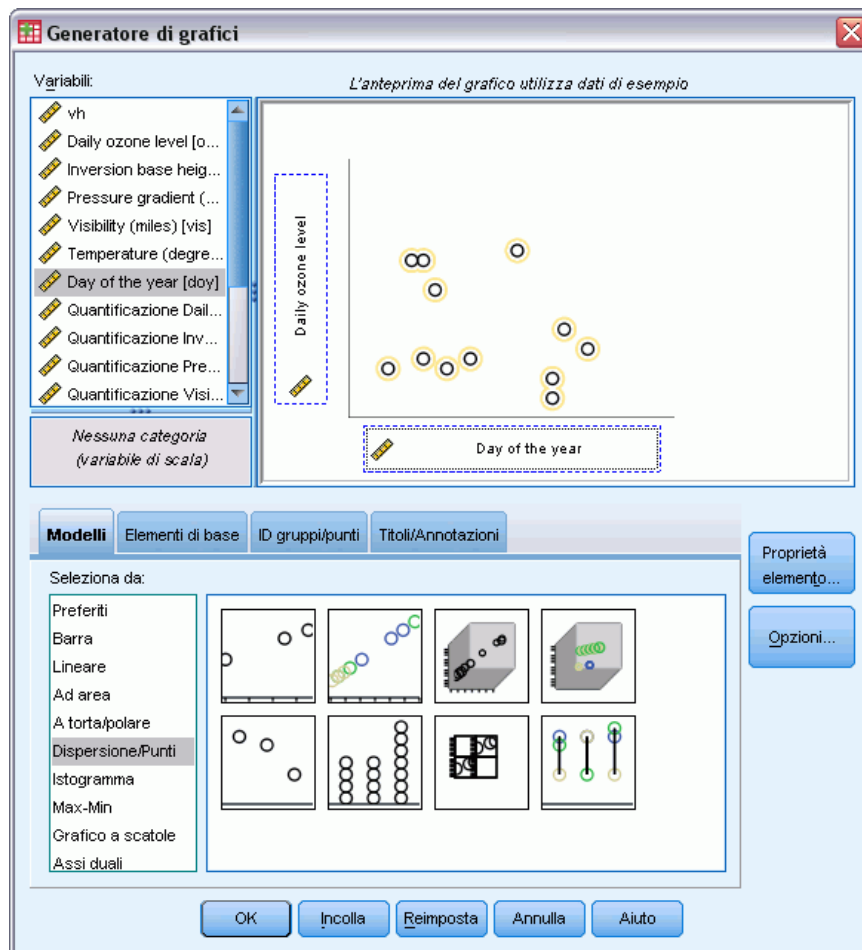 Generatore di grafici
Variabili:
L'anteprima del grafico utilizza dati di esempio
vh
Daily ozone level [o...
Inversion base heig...
Pressure gradient (...
Visibility (miles) [vis]
Temperature (degre...
Day of the year [doy]
Quantificazione Dail...
Quantificazione Inv...
Quantificazione Pre...
Quantificazione Visi...
Nessuna categoria
(variabile di scala)
Daily ozone level
Day of the year
Modelli
Elementi di base
ID gruppi/punti
Titoli/Annotazioni
Seleziona da:
Preferiti
Barra
Lineare
Ad area
A torta/polare
Dispersione/Punti
Istogramma
Max-Min
Grafico a scatole
Assi duali
Proprietà
elemento...
Opzioni...
OK
Incolla
Reimposta
Annulla
Aiuto